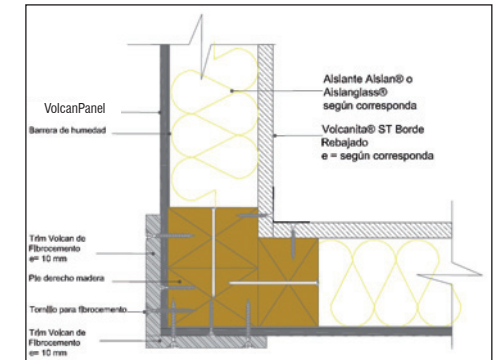 VolcanPanel
Barrera de humedad
Trim Volcan de
Fibrocemento
e= 10 mm
Pie derecho madera
Tornillo para fibrocemento
Trim Volcan de
Fibrocemento
e= 10 mm
Aislante Aislan® o
Aislanglass®
según corresponda
Volcanita® ST Borde
Rebajado
e = según corresponda